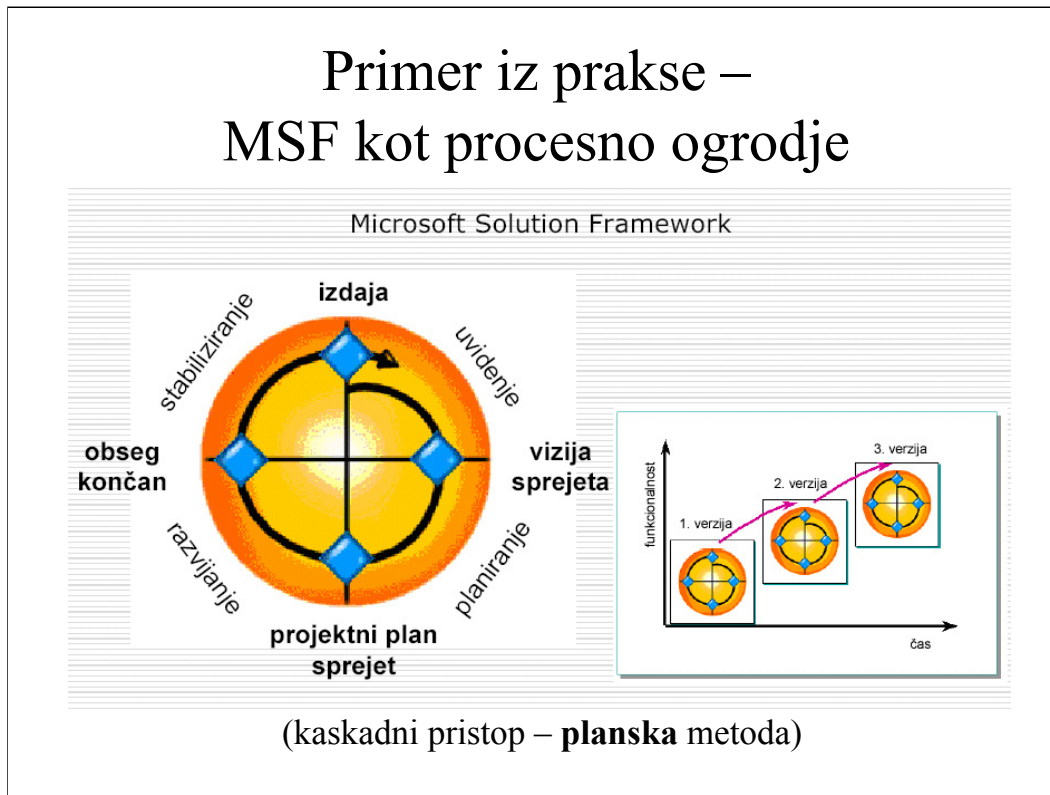 Primer iz prakse –
MSF kot procesno ogrodje
Microsoft Solution Framework
izdaja
stabiliziranje
uvidenje
obseg
končan
vizija
sprejeta
razvijanje
planiranje
projektni plan
sprejet
funkcionalnost
1. verzija
2. verzija
3. verzija
čas
(kaskadni pristop – planska metoda)